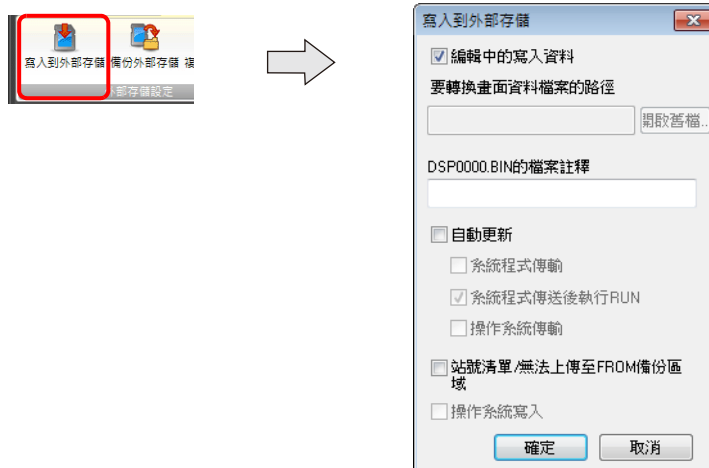 寫入到外部存儲 備份外部存儲 複
外部存儲設定
寫入到外部存儲
編輯中的寫入資料
要轉換畫面資料檔案的路徑
開啟舊檔..
DSP0000.BIN的檔案註釋
自動更新
系統程式傳輸
系統程式傳送後執行RUN
操作系統傳輸
站號清單/無法上傳至FROM備份區
域
操作系統寫入
確定 取消